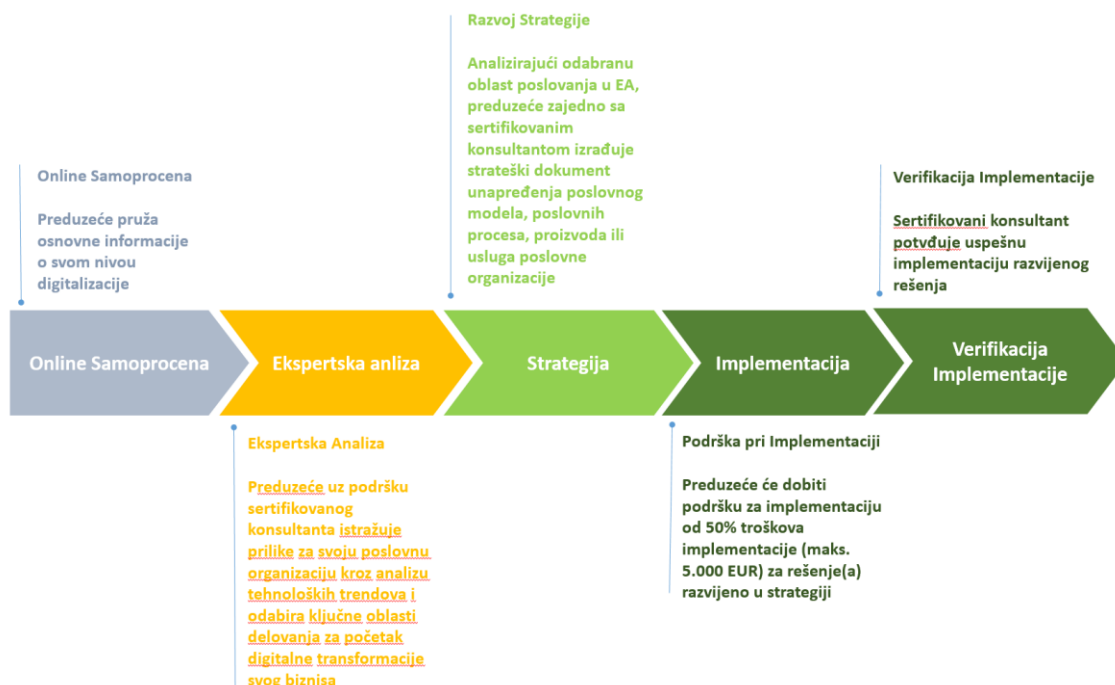 Razvoj Strategije
Analizirajući odabranu
oblast poslovanja u EA,
preduzeće zajedno sa
sertifikovanim
konsultantom izrađuje
strateški dokument
unapređenja poslovnog
modela, poslovnih
procesa, proizvoda ili
usluga poslovne
organizacije
Online Samoprocena
Preduzeće pruža
osnovne informacije
o svom nivou
digitalizacije
Verifikacija Implementacije
Sertifikovani konsultant
potvđuje uspešnu
implementaciju razvijenog
rešenja
Online Samoprocena
Ekspertska anliza
Strategija
Implementacija
Verifikacija
Implementacije
Ekspertska Analiza
Preduzeće uz podršku
sertifikovanog
konsultanta istražuje
prilike za svoju poslovnu
organizaciju kroz analizu
tehnoloških trendova i
odabira ključne oblasti
delovanja za početak
digitalne transformacije
svog biznisa
Podrška pri Implementaciji
Preduzeće će dobiti
podršku za implementaciju
od 50% troškova
implementacije (maks.
5.000 EUR) za rešenje(a)
razvijeno u strategiji